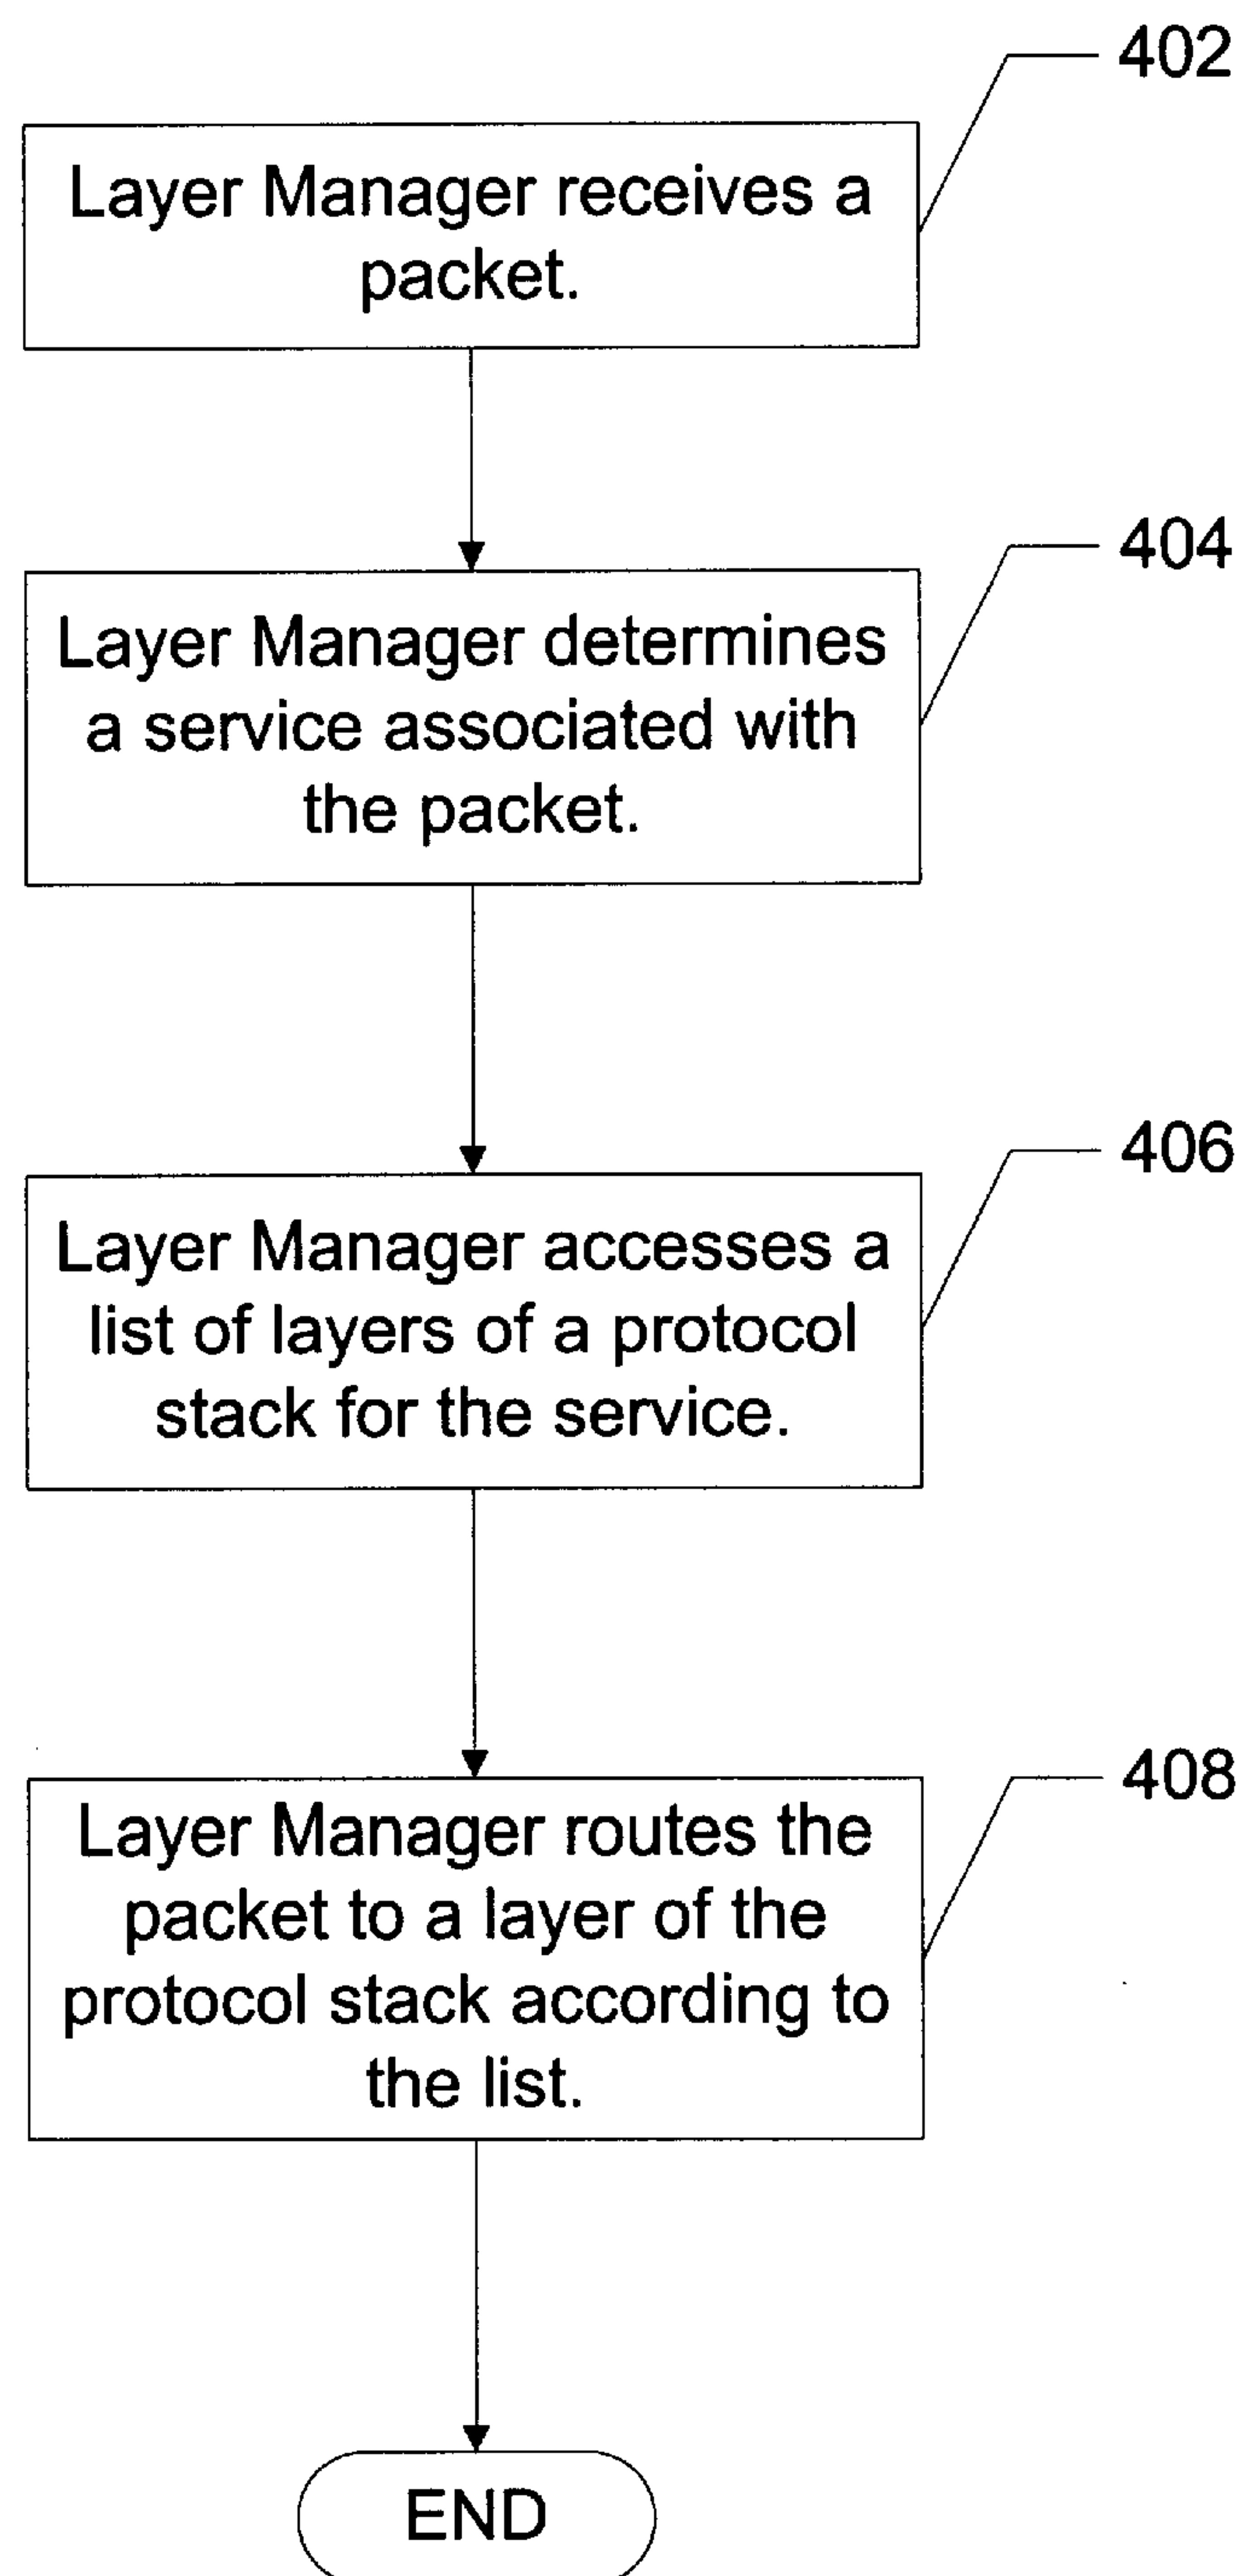 402
Layer Manager receives a
packet.
404
Layer Manager determines
a service associated with
the packet.
406
Layer Manager accesses a
list of layers of a protocol
stack for the service.
408
Layer Manager routes the
packet to a layer of the
protocol stack according to
the list.
END